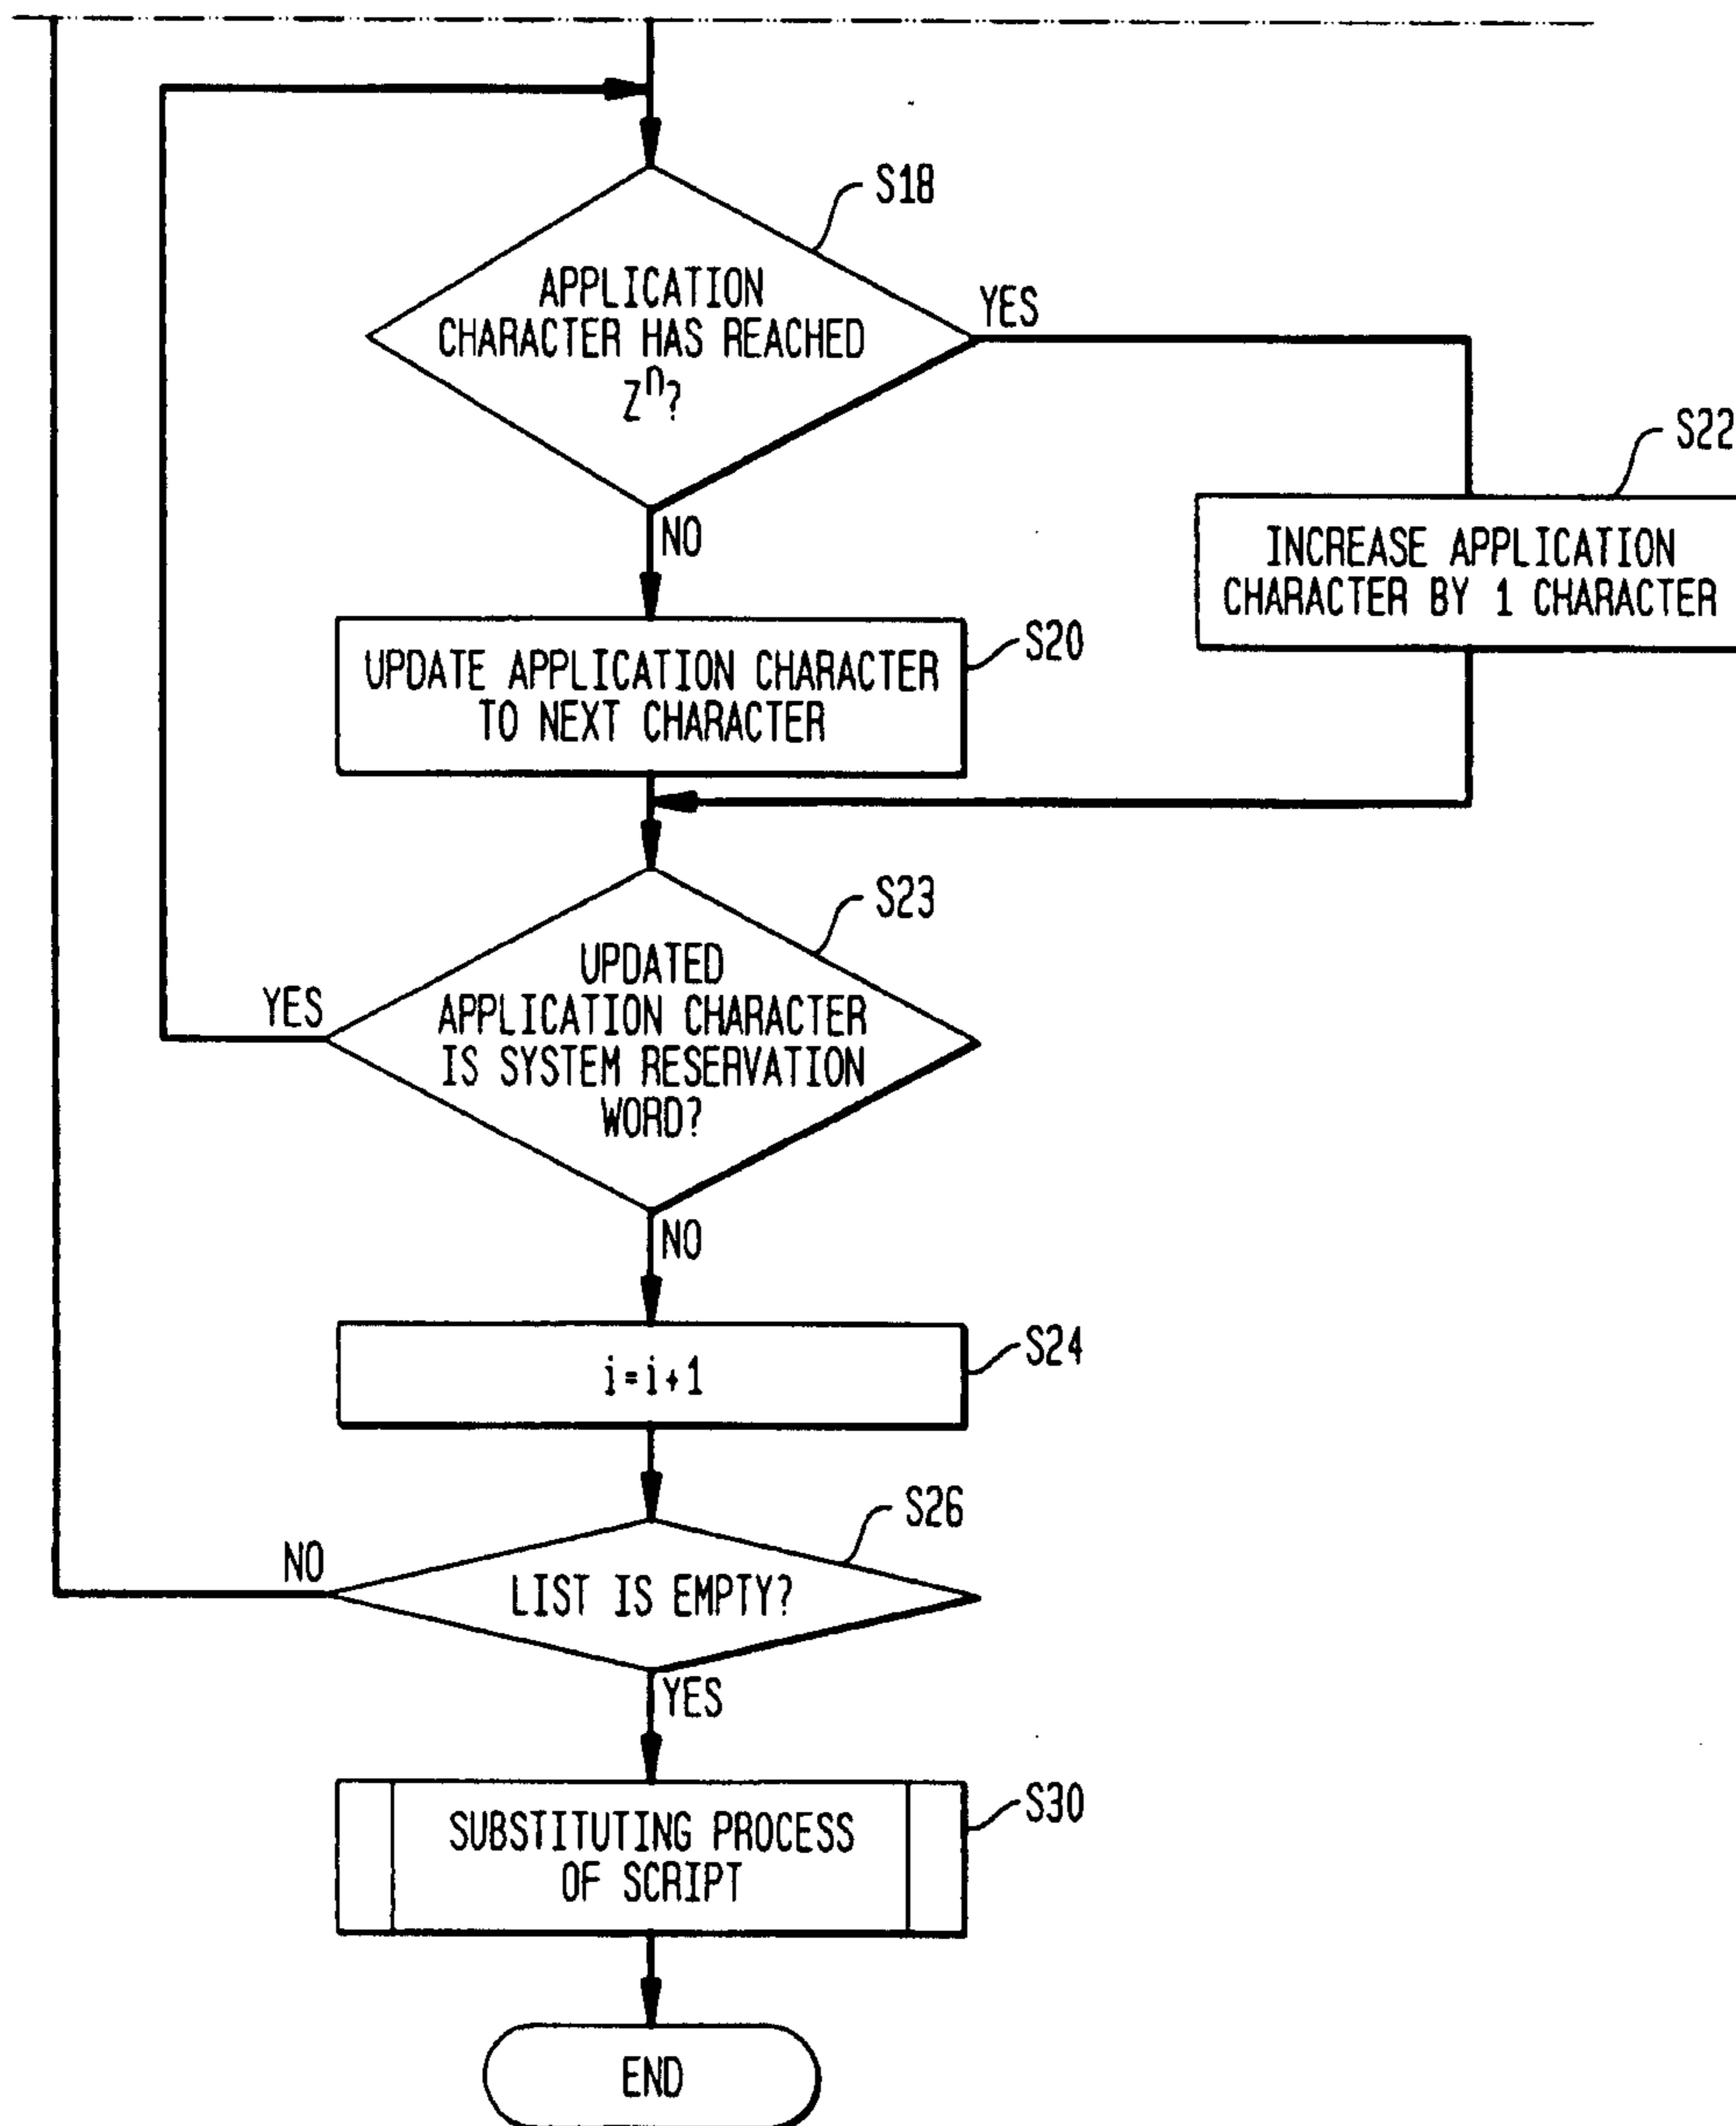 S18
APPLICATION
CHARACTER HAS REACHED
Zⁿ?
YES
NO
S22
INCREASE APPLICATION
CHARACTER BY 1 CHARACTER
S20
UPDATE APPLICATION CHARACTER
TO NEXT CHARACTER
S23
UPDATED
APPLICATION CHARACTER
IS SYSTEM RESERVATION
WORD?
YES
NO
S24
i=i+1
S26
LIST IS EMPTY?
NO
YES
S30
SUBSTITUTING PROCESS
OF SCRIPT
END